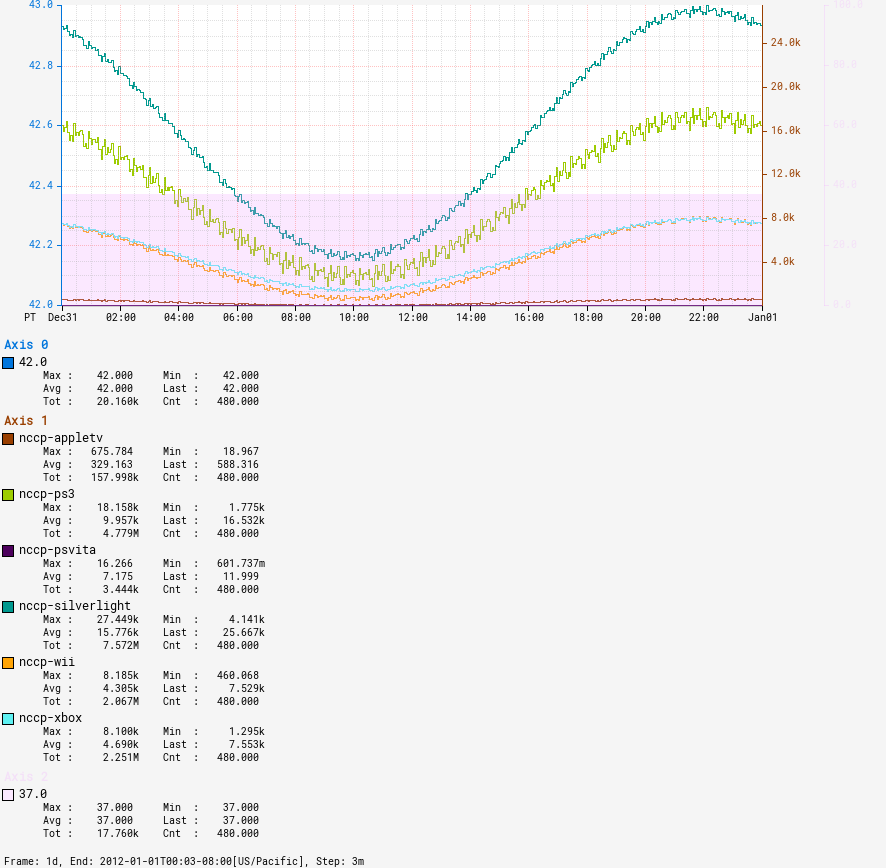 43.0
42.8
42.6
42.4
42.2
42.0
24.0k
20.0k
16.0k
12.0k
8.0k
4.0k
100.0
80.0
60.0
40.0
20.0
0.0
PT Dec31 02:00 04:00 06:00 08:00 10:00 12:00 14:00 16:00 18:00 20:00 22:00 Jan01
Axis 0
42.0
Max : 42.000 Min : 42.000
Avg : 42.000 Last : 42.000
Tot : 20.160k Cnt : 480.000
Axis 1
nccp-appletv
Max : 675.784 Min : 18.967
Avg : 329.163 Last : 588.316
Tot : 157.998k Cnt : 480.000
nccp-ps3
Max : 18.158k Min : 1.775k
Avg : 9.957k Last : 16.532k
Tot : 4.779M Cnt : 480.000
nccp-psvita
Max : 16.266 Min : 601.737m
Avg : 7.175 Last : 11.999
Tot : 3.444k Cnt : 480.000
nccp-silverlight
Max : 27.449k Min : 4.141k
Avg : 15.776k Last : 25.667k
Tot : 7.572M Cnt : 480.000
nccp-wii
Max : 8.185k Min : 460.068
Avg : 4.305k Last : 7.529k
Tot : 2.067M Cnt : 480.000
nccp-xbox
Max : 8.100k Min : 1.295k
Avg : 4.690k Last : 7.553k
Tot : 2.251M Cnt : 480.000
Axis 2
37.0
Max : 37.000 Min : 37.000
Avg : 37.000 Last : 37.000
Tot : 17.760k Cnt : 480.000
Frame: 1d, End: 2012-01-01T00:03-08:00[US/Pacific], Step: 3m